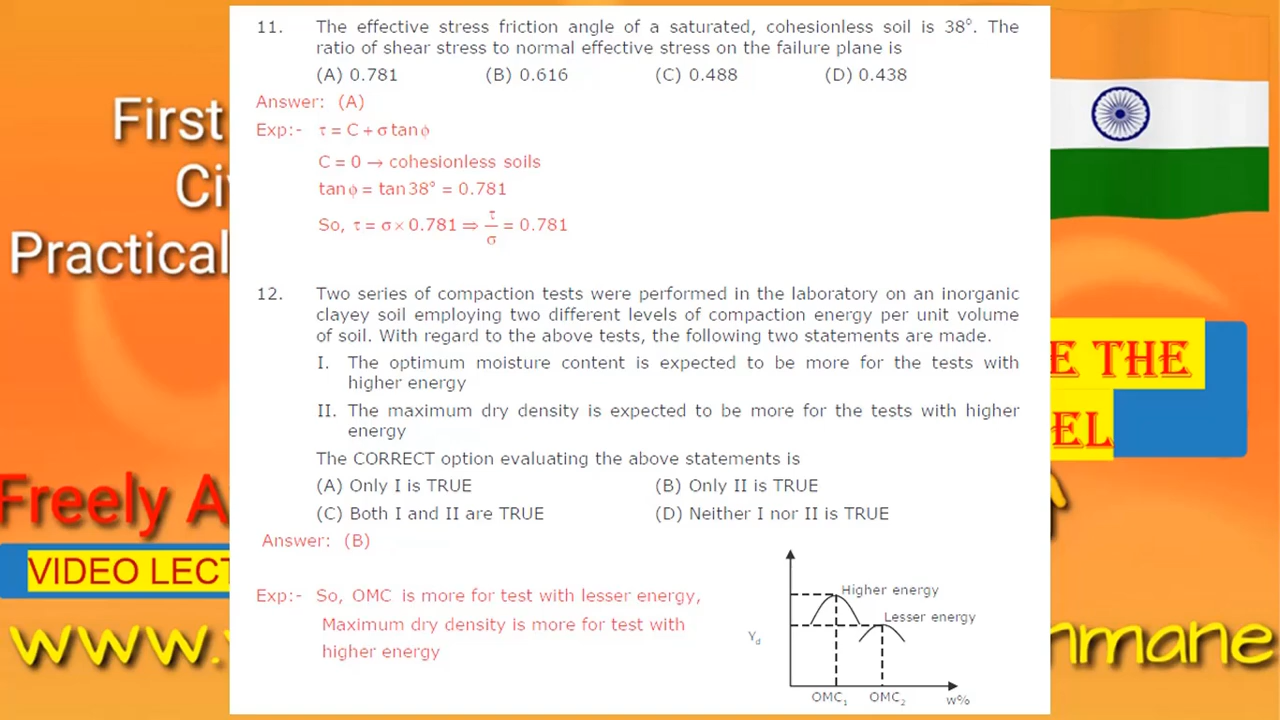 11. The effective stress friction angle of a saturated, cohesionless soil is 38°. The
ratio of shear stress to normal effective stress on the failure plane is
(A) 0.781 (B) 0.616 (C) 0.488 (D) 0.438
Answer: (A)
Exp:- τ = C + σ tan ϕ
C = 0 → cohesionless soils
tan ϕ = tan 38° = 0.781
So, τ = σ × 0.781 ⇒ τ/σ = 0.781
12. Two series of compaction tests were performed in the laboratory on an inorganic
clayey soil employing two different levels of compaction energy per unit volume
of soil. With regard to the above tests, the following two statements are made.
I. The optimum moisture content is expected to be more for the tests with
higher energy
II. The maximum dry density is expected to be more for the tests with higher
energy
The CORRECT option evaluating the above statements is
(A) Only I is TRUE (B) Only II is TRUE
(C) Both I and II are TRUE (D) Neither I nor II is TRUE
Answer: (B)
Exp:- So, OMC is more for test with lesser energy,
Maximum dry density is more for test with
higher energy
Higher energy
Lesser energy
γd
OMC1 OMC2 w%
First
Ci
Practical
Freely A
VIDEO LECT
www.
E THE
EL
nmane